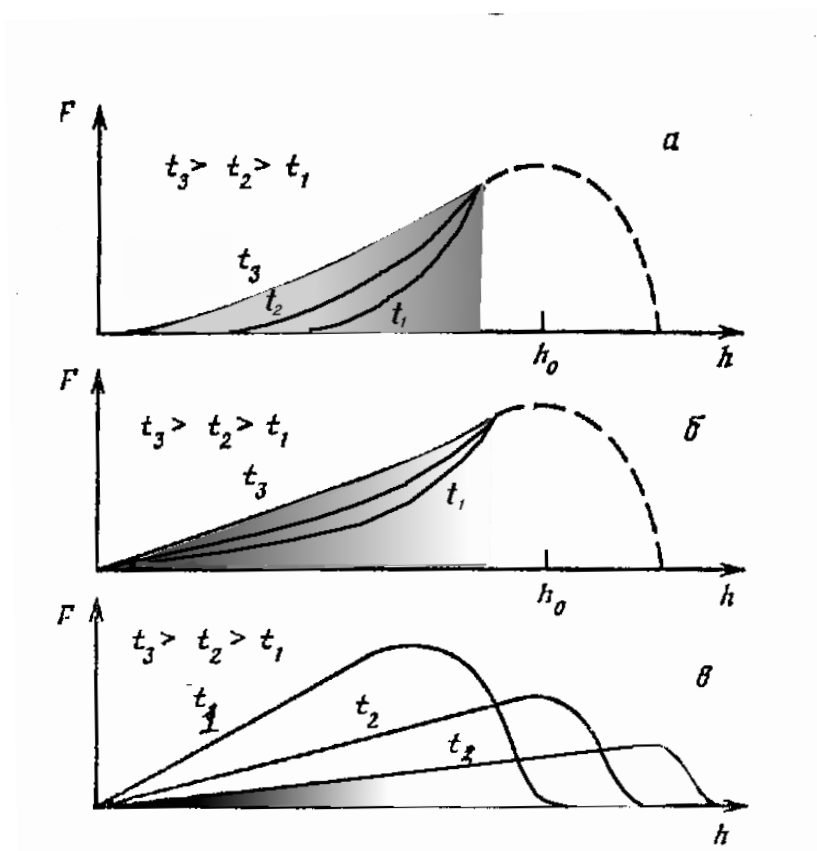 F
a
t₃> t₂> t₁
t₃
t₂
t₁
h₀
h
F
б
t₃> t₂> t₁
t₃
t₁
h₀
h
F
t₃> t₂> t₁
в
t₁
t₂
h